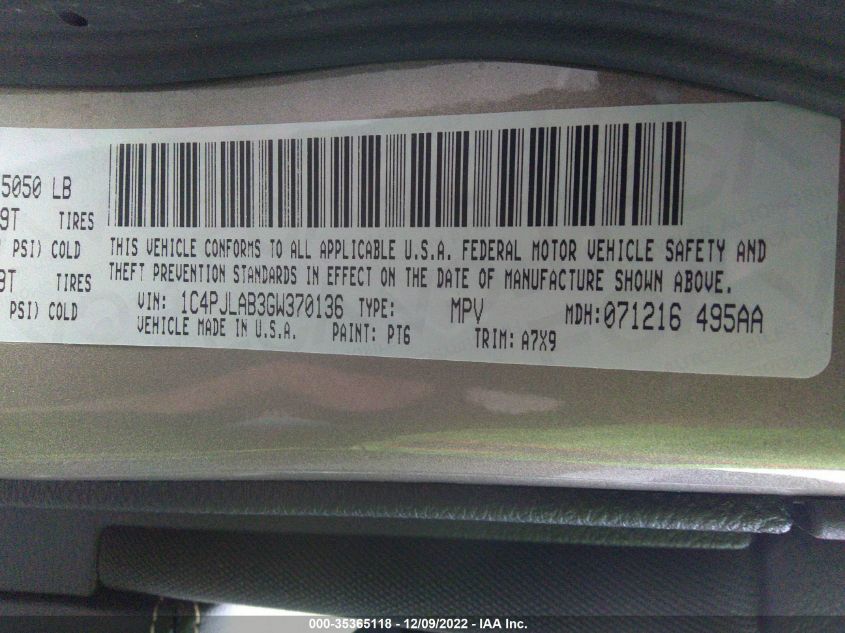 5050 LB
9T TIRES
PSI) COLD
9T TIRES
PSI) COLD
THIS VEHICLE CONFORMS TO ALL APPLICABLE U.S.A. FEDERAL MOTOR VEHICLE SAFETY AND
THEFT PREVENTION STANDARDS IN EFFECT ON THE DATE OF MANUFACTURE SHOWN ABOVE.
VIN: 1C4PJLAB3GW370136 TYPE: MPV MDH:071216 495AA
VEHICLE MADE IN U.S.A. PAINT: PT6 TRIM: A7X9
000-35365118 - 12/09/2022 - IAA Inc.